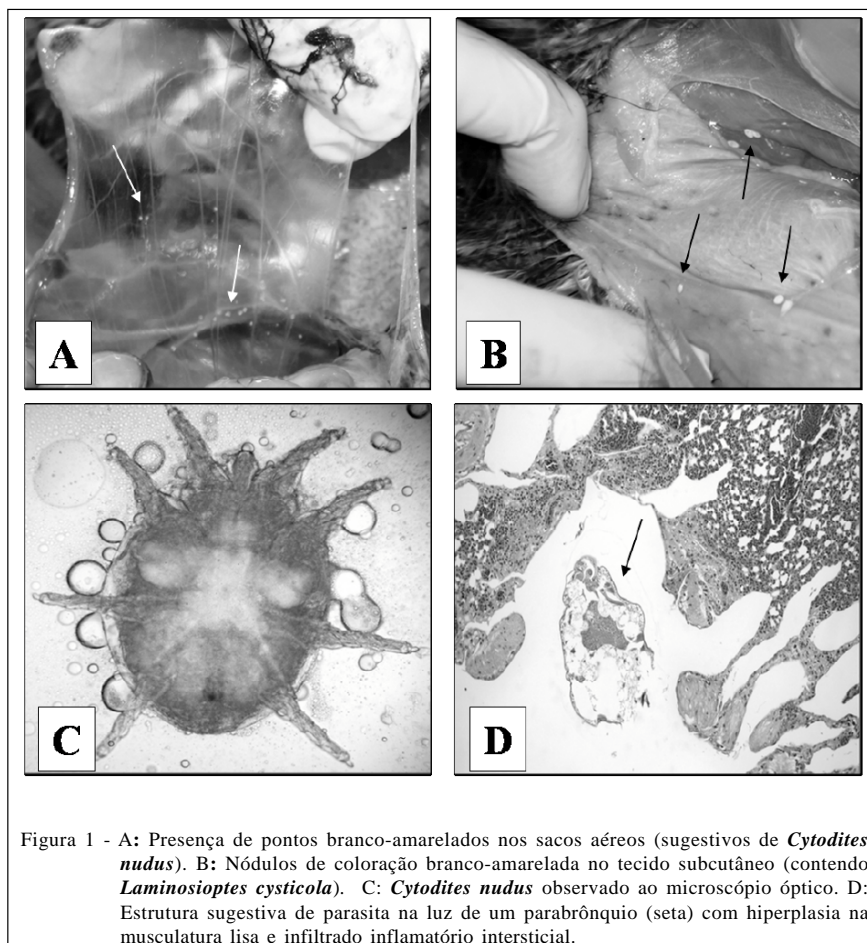 A
B
C
D
Figura 1 - A: Presença de pontos branco-amarelados nos sacos aéreos (sugestivos de Cytodites
nudus). B: Nódulos de coloração branco-amarelada no tecido subcutâneo (contendo
Laminosioptes cysticola). C: Cytodites nudus observado ao microscópio óptico. D:
Estrutura sugestiva de parasita na luz de um parabrônquio (seta) com hiperplasia na
musculatura lisa e infiltrado inflamatório intersticial.